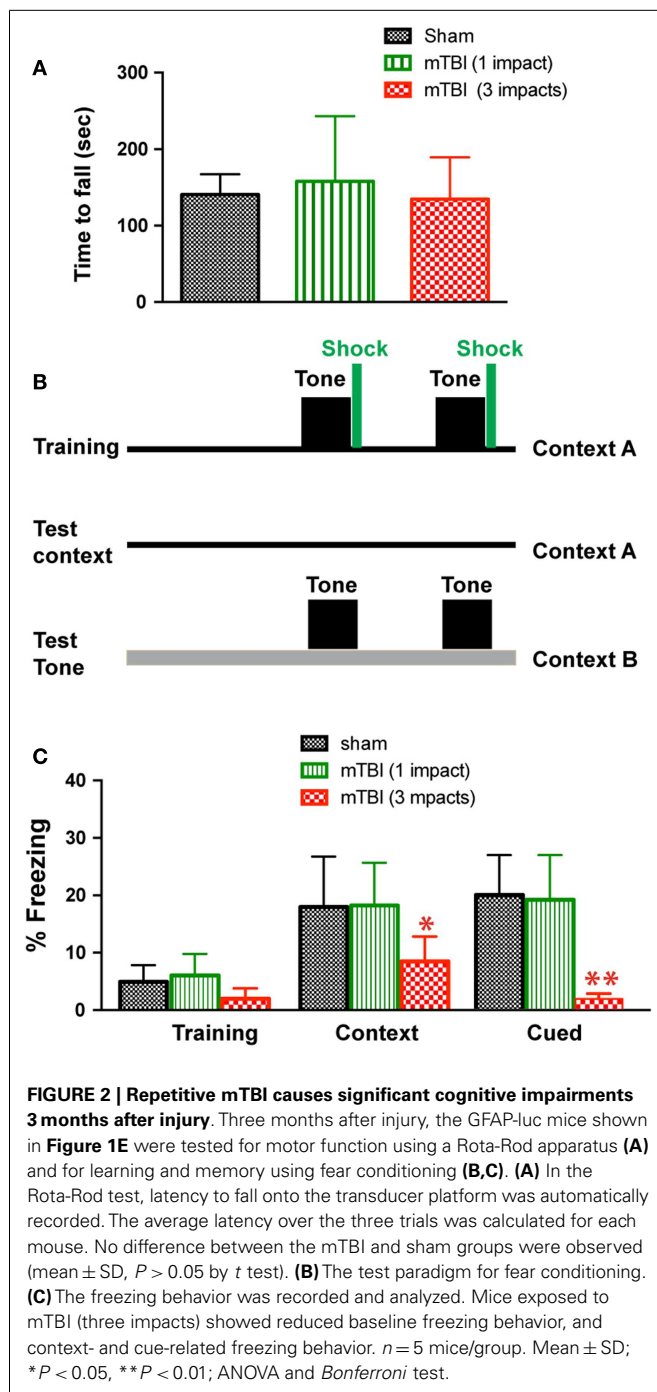 A
Sham
mTBI (1 impact)
mTBI (3 impacts)
Time to fall (sec)
300
200
100
0
B
Shock Shock
Tone Tone
Training Context A
Test context Context A
Tone Tone
Test Tone Context B
C
sham
mTBI (1 impact)
mTBI (3 mpacts)
% Freezing
40
30
20
10
0
*
**
Training Context Cued
FIGURE 2 | Repetitive mTBI causes significant cognitive impairments
3 months after injury. Three months after injury, the GFAP-luc mice shown
in Figure 1E were tested for motor function using a Rota-Rod apparatus (A)
and for learning and memory using fear conditioning (B,C). (A) In the
Rota-Rod test, latency to fall onto the transducer platform was automatically
recorded. The average latency over the three trials was calculated for each
mouse. No difference between the mTBI and sham groups were observed
(mean ± SD, P > 0.05 by t test). (B) The test paradigm for fear conditioning.
(C) The freezing behavior was recorded and analyzed. Mice exposed to
mTBI (three impacts) showed reduced baseline freezing behavior, and
context- and cue-related freezing behavior. n = 5 mice/group. Mean ± SD;
*P < 0.05, **P < 0.01; ANOVA and Bonferroni test.